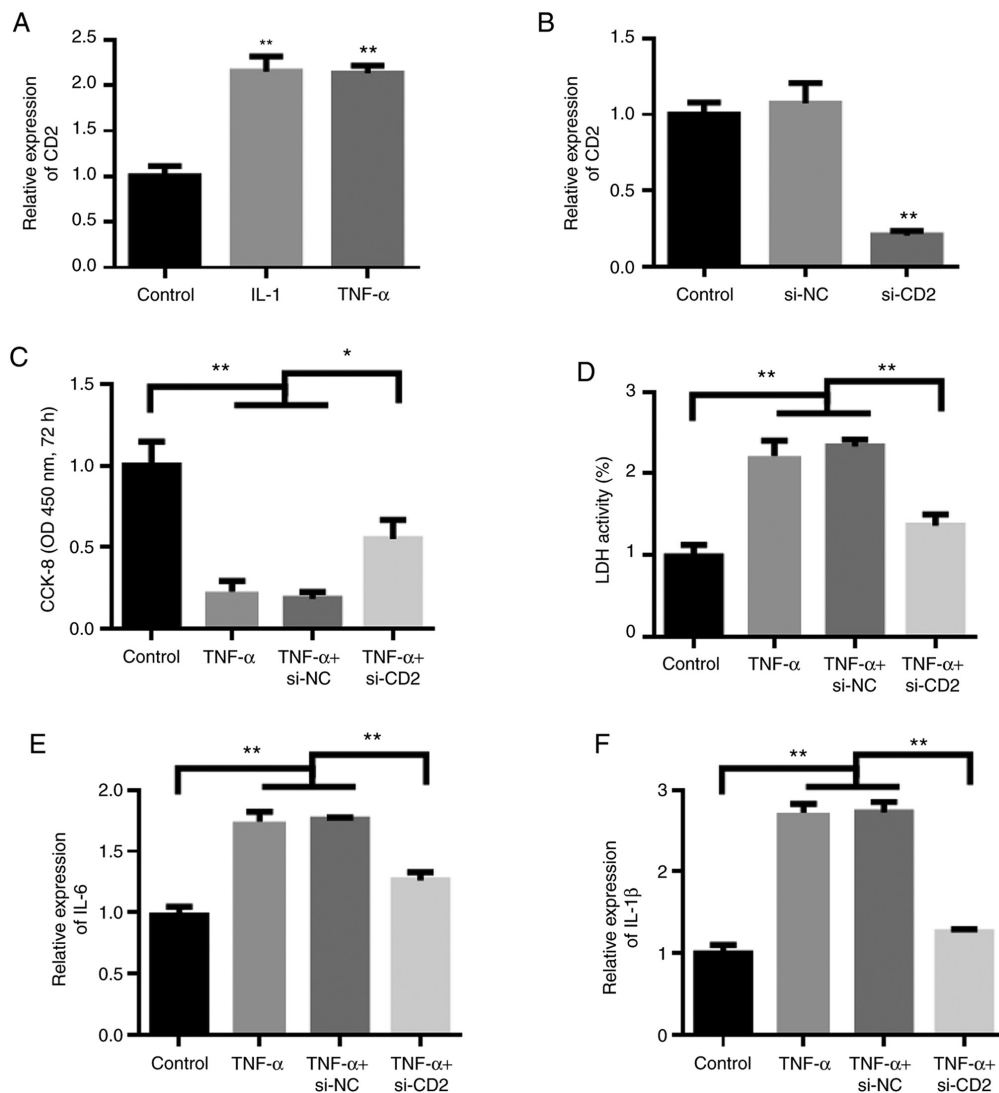 A
Relative expression
of CD2
2.5
2.0
1.5
1.0
0.5
0.0
**
**
Control
IL-1
TNF-α
B
Relative expression
of CD2
1.5
1.0
0.5
0.0
**
Control
si-NC
si-CD2
C
CCK-8 (OD 450 nm, 72 h)
1.5
1.0
0.5
0.0
**
*
Control
TNF-α
TNF-α+
si-NC
TNF-α+
si-CD2
D
LDH activity (%)
3
2
1
0
**
**
Control
TNF-α
TNF-α+
si-NC
TNF-α+
si-CD2
E
Relative expression
of IL-6
2.0
1.5
1.0
0.5
0.0
**
**
Control
TNF-α
TNF-α+
si-NC
TNF-α+
si-CD2
F
Relative expression
of IL-1β
3
2
1
0
**
**
Control
TNF-α
TNF-α+
si-NC
TNF-α+
si-CD2